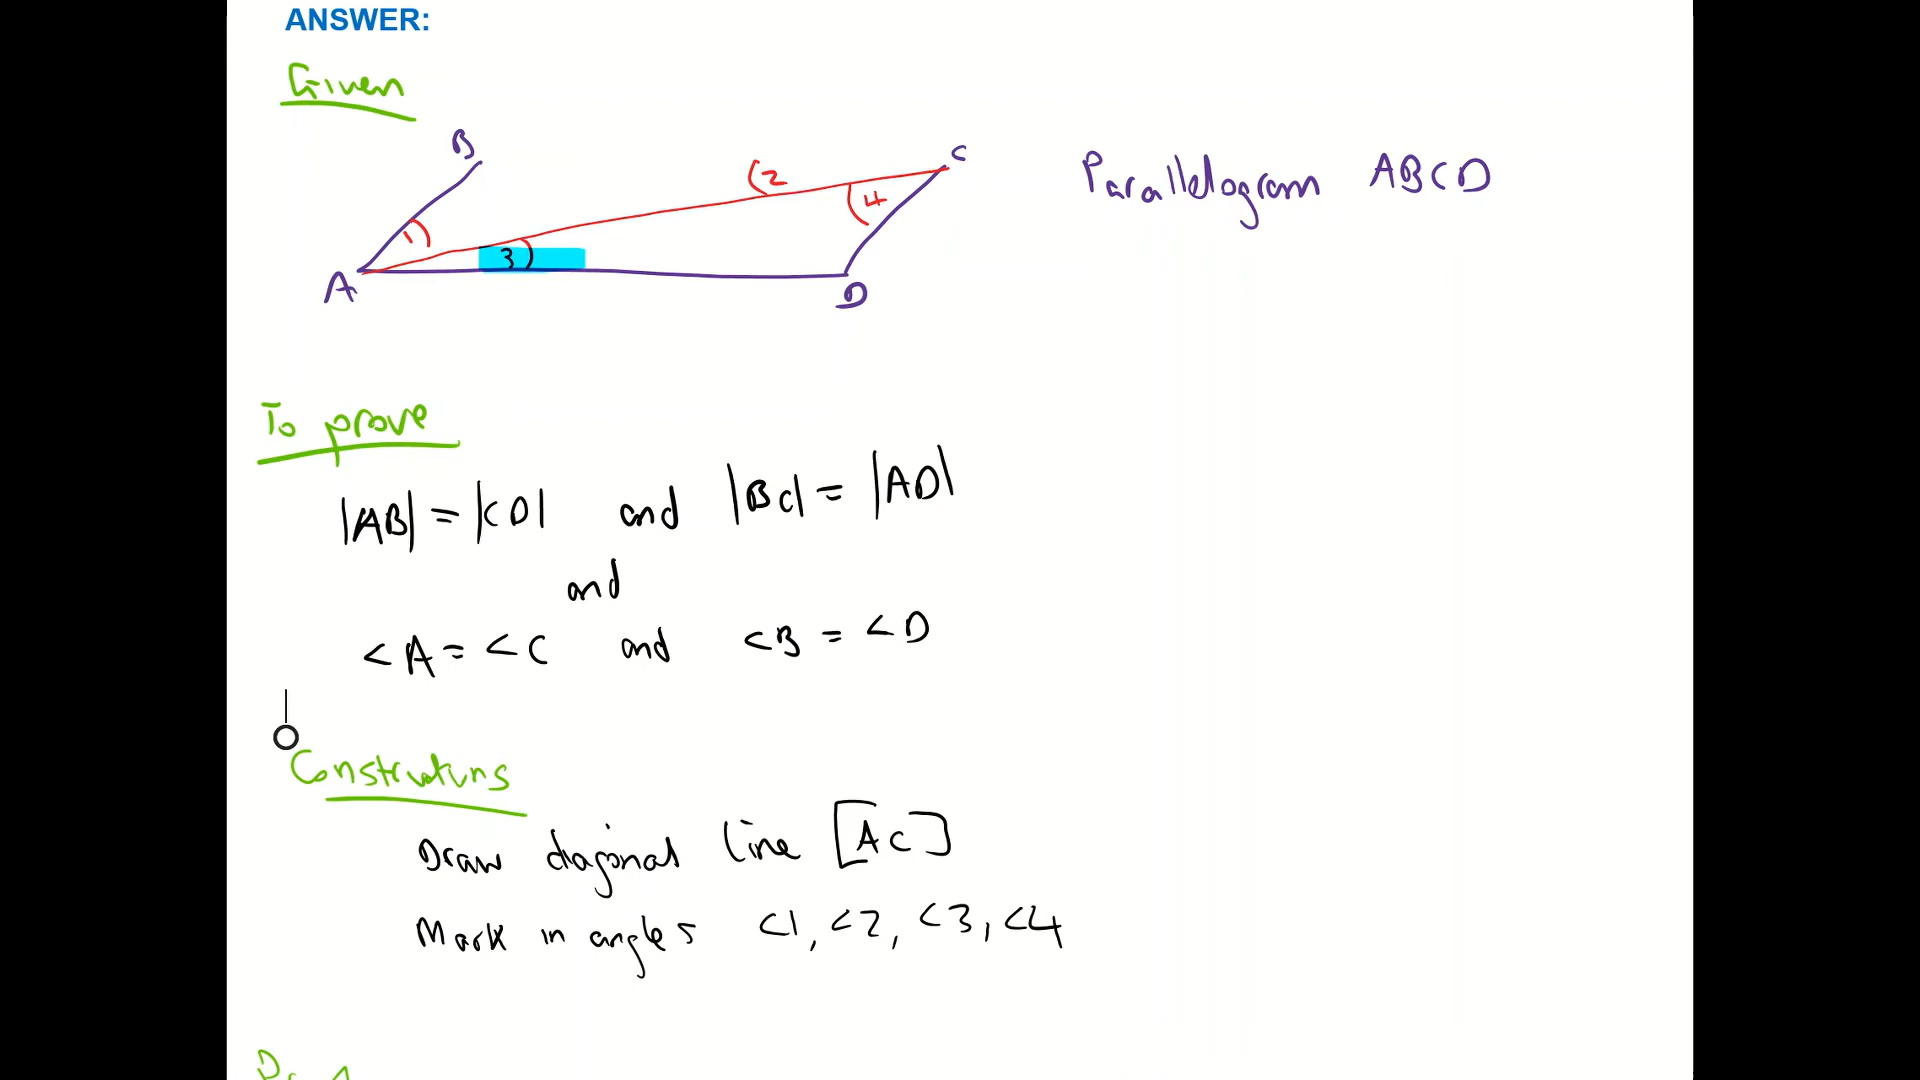 ANSWER:
Given
B
C
1)
(2
(4
3)
A
D
Parallelogram ABCD
To prove
|AB| = |CD| and |BC| = |AD|
and
<A = <C and <B = <D
Constructions
Draw diagonal line [AC]
Mark in angles <1, <2, <3, <4